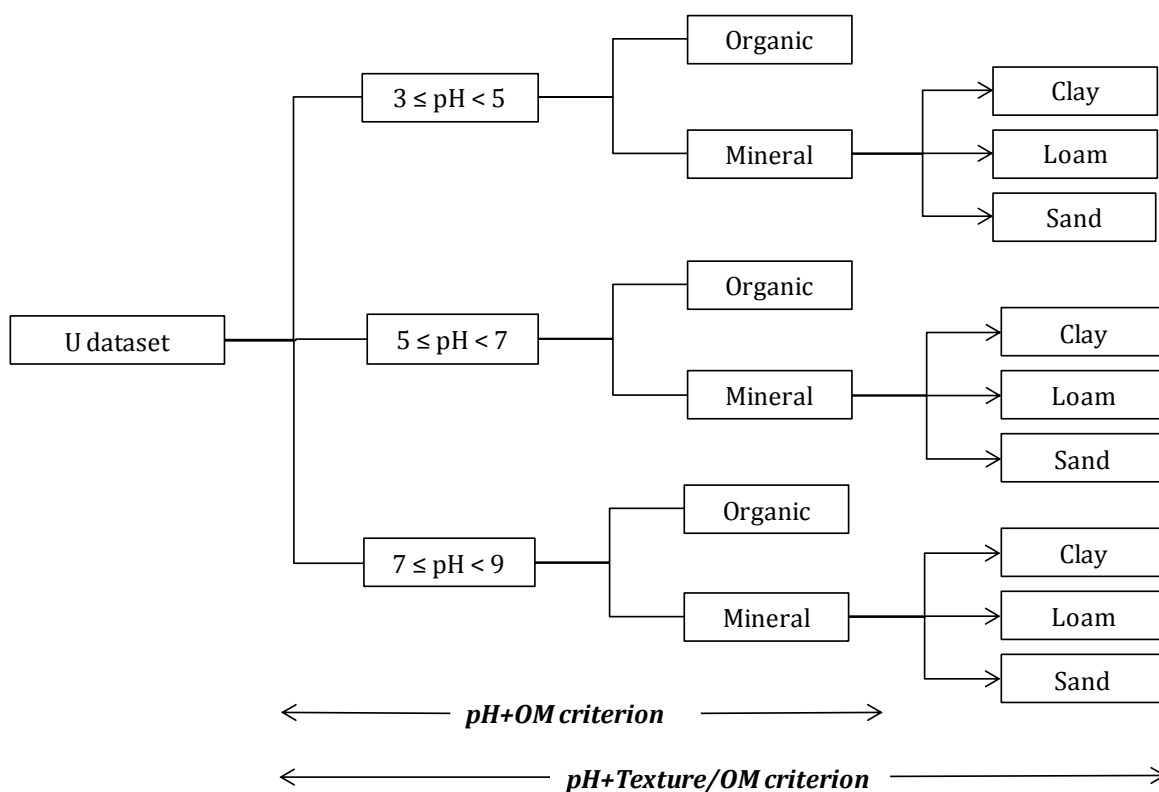 Organic
3 ≤ pH < 5
Clay
Mineral
Loam
Sand
Organic
U dataset
5 ≤ pH < 7
Clay
Mineral
Loam
Sand
Organic
7 ≤ pH < 9
Clay
Mineral
Loam
Sand
pH+OM criterion
pH+Texture/OM criterion